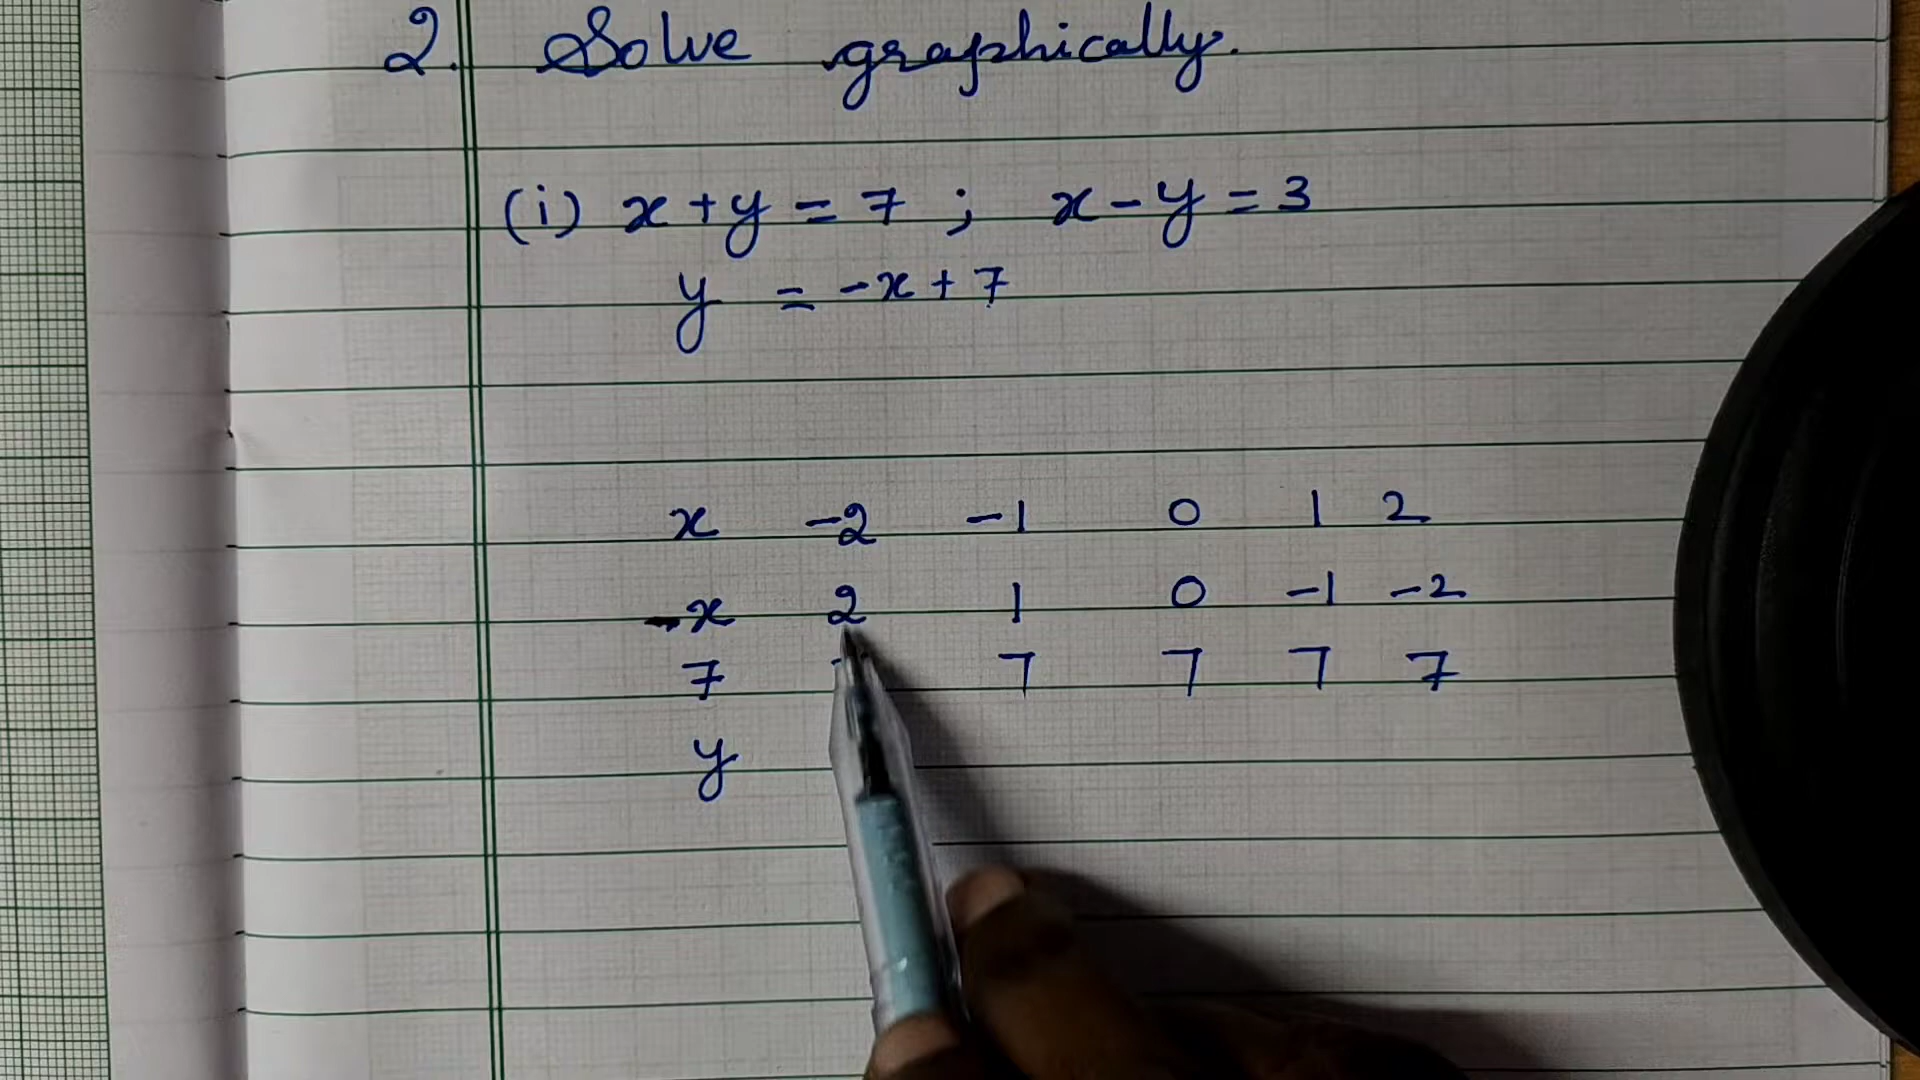 2. Solve graphically.
(i) x + y = 7 ; x - y = 3
y = -x + 7
x -2 -1 0 1 2
-x 2 1 0 -1 -2
7 7 7 7 7
y